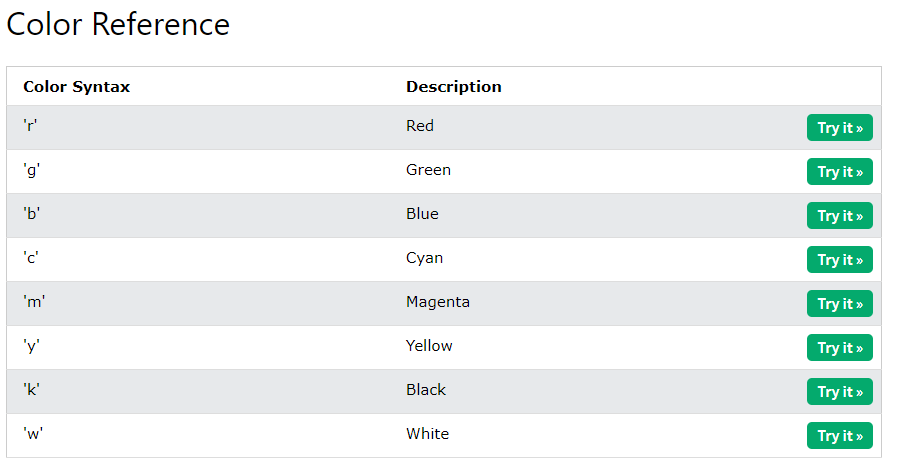 Color Reference
Color Syntax Description
'r' Red Try it »
'g' Green Try it »
'b' Blue Try it »
'c' Cyan Try it »
'm' Magenta Try it »
'y' Yellow Try it »
'k' Black Try it »
'w' White Try it »